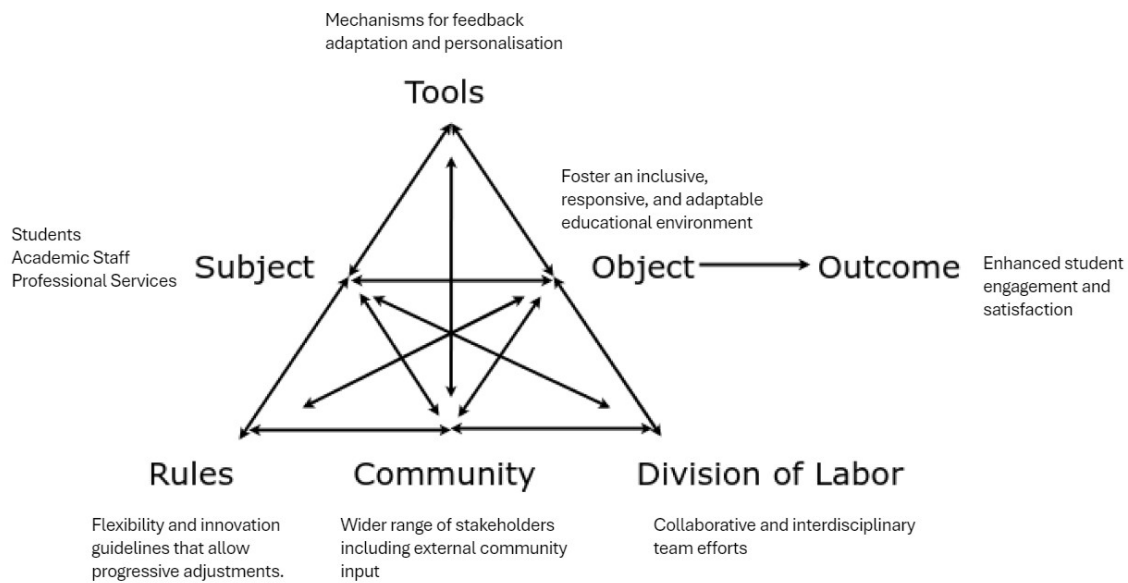 Mechanisms for feedback
adaptation and personalisation
Tools
Foster an inclusive,
responsive, and adaptable
educational environment
Students
Academic Staff
Professional Services
Subject
Object
Outcome
Enhanced student
engagement and
satisfaction
Rules
Community
Division of Labor
Flexibility and innovation
guidelines that allow
progressive adjustments.
Wider range of stakeholders
including external community
input
Collaborative and interdisciplinary
team efforts